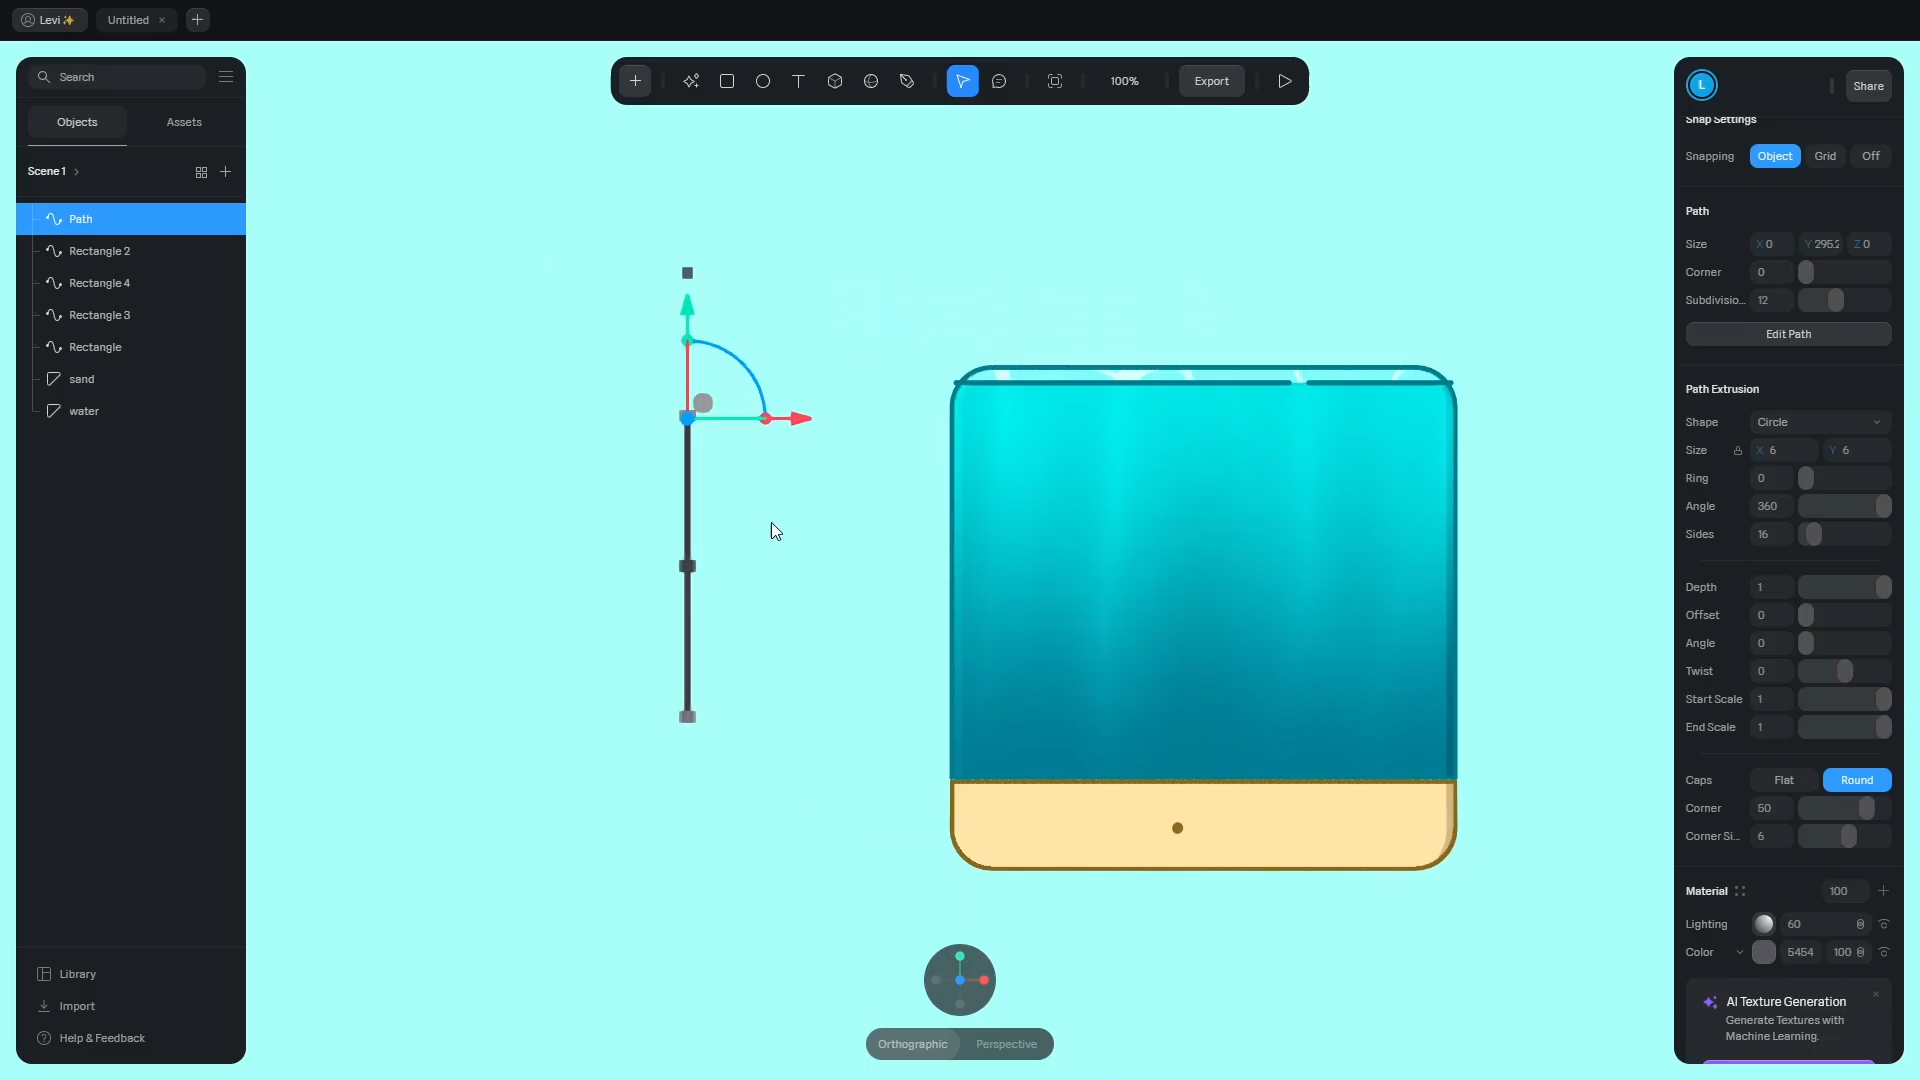 Levi✨
Untitled
Search
Objects
Assets
Scene 1
Path
Rectangle 2
Rectangle 4
Rectangle 3
Rectangle
sand
water
Library
Import
Help & Feedback
100%
Export
Orthographic
Perspective
L
Share
Snap Settings
Snapping
Object
Grid
Off
Path
Size
X 0
Y 295.2
Z 0
Corner
0
Subdivisio...
12
Edit Path
Path Extrusion
Shape
Circle
Size
X 6
Y 6
Ring
0
Angle
360
Sides
16
Depth
1
Offset
0
Angle
0
Twist
0
Start Scale
1
End Scale
1
Caps
Flat
Round
Corner
50
Corner Si...
6
Material
100
Lighting
60
Color
5454
100
AI Texture Generation
Generate Textures with
Machine Learning.